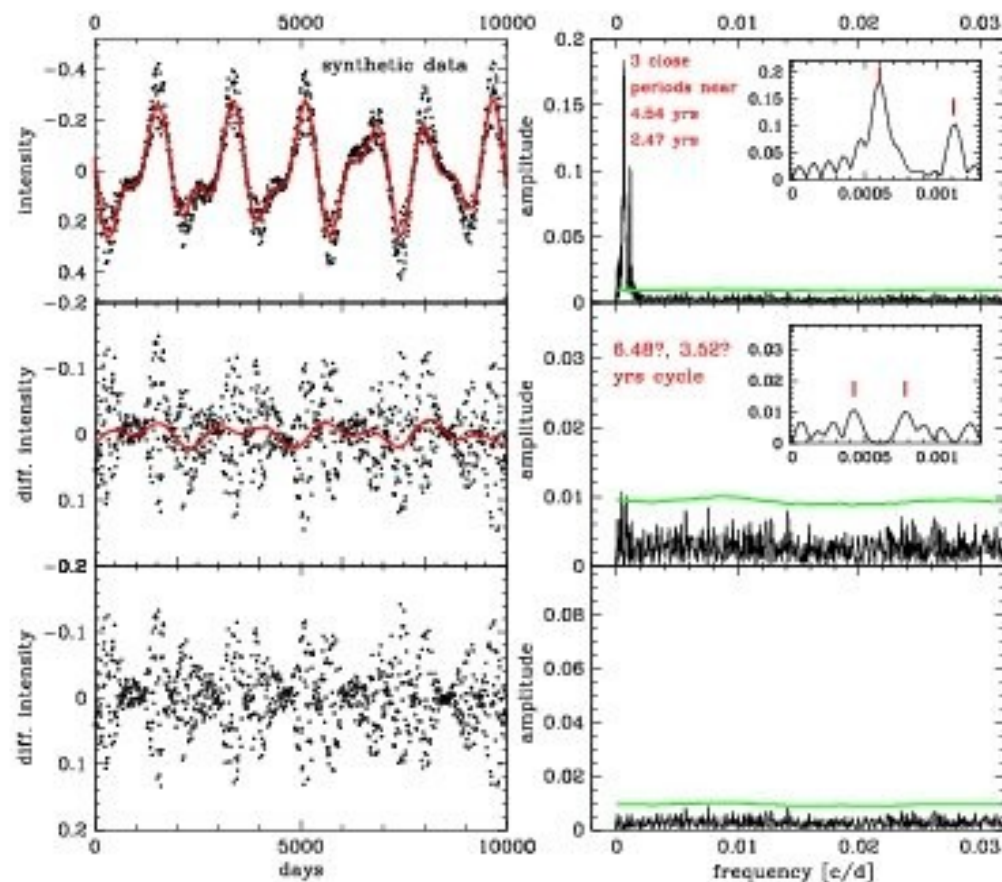 0 5000 10000
0 0.01 0.02 0.03
−0.4
−0.2
0
0.2
0.4
intensity
synthetic data
0.2
0.15
0.1
0.05
0
amplitude
3 close
periods near
4.54 yrs
2.47 yrs
0.2
0.15
0.1
0.05
0
0 0.0005 0.001
−0.2
−0.1
0
0.1
diff. intensity
0.03
0.02
0.01
0
amplitude
6.48?, 3.52?
yrs cycle
0.03
0.02
0.01
0
0 0.0005 0.001
−0.1
0
0.1
0.2
diff. intensity
0.08
0.06
0.04
0.02
0
amplitude
0 5000 10000
days
0 0.01 0.02 0.03
frequency [c/d]